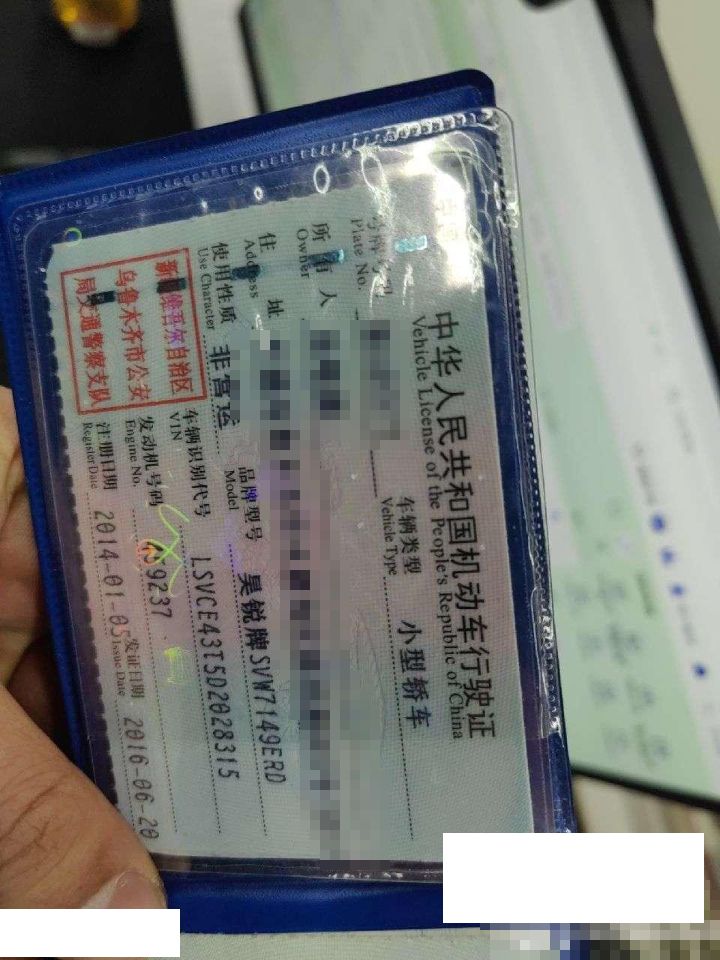 中华人民共和国机动车行驶证
Vehicle License of the People's Republic of China
Plate No.
车辆类型 小型轿车
Vehicle Type
所有人
Owner
住址
Address
使用性质 非营运
Use Character
品牌型号 昊锐牌SVW7149ERD
Model
新疆维吾尔自治区
乌鲁木齐市公安
局交通警察支队
车辆识别代号 LSVCE43T5D2028315
VIN
发动机号码
Engine No.
注册日期 2014-01-05
Register Date
发证日期 2016-06-20
Issue Date